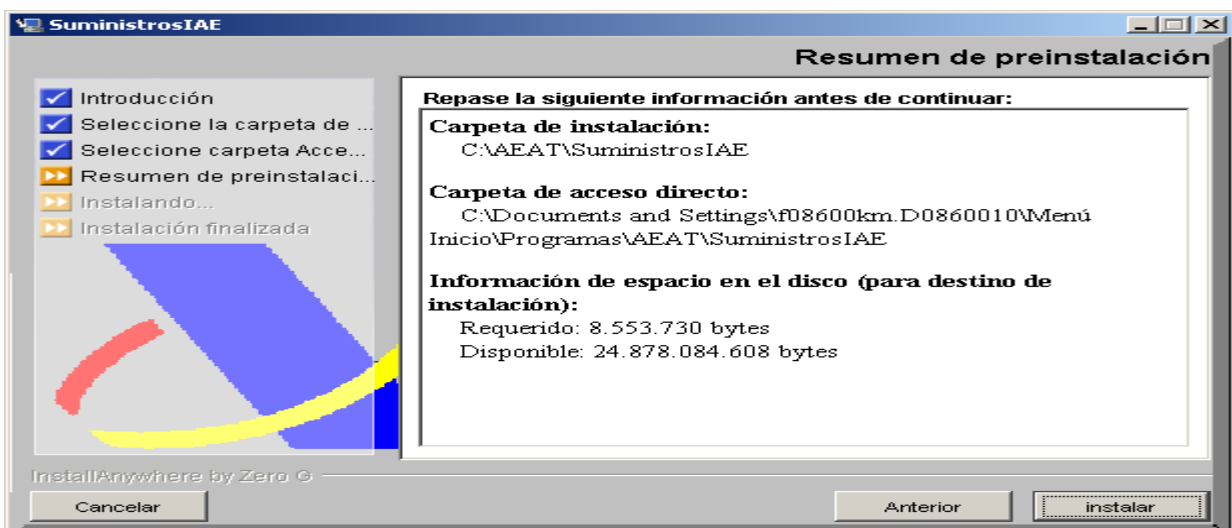 SuministrosIAE
Resumen de preinstalación
Introducción
Seleccione la carpeta de ...
Seleccione carpeta Acce...
Resumen de preinstalaci...
Instalando...
Instalación finalizada
Repase la siguiente información antes de continuar:
Carpeta de instalación:
C:\AEAT\SuministrosIAE
Carpeta de acceso directo:
C:\Documents and Settings\f08600km.D0860010\Menú
Inicio\Programas\AEAT\SuministrosIAE
Información de espacio en el disco (para destino de
instalación):
Requerido: 8.553.730 bytes
Disponible: 24.878.084.608 bytes
InstallAnywhere by Zero G
Cancelar
Anterior
instalar